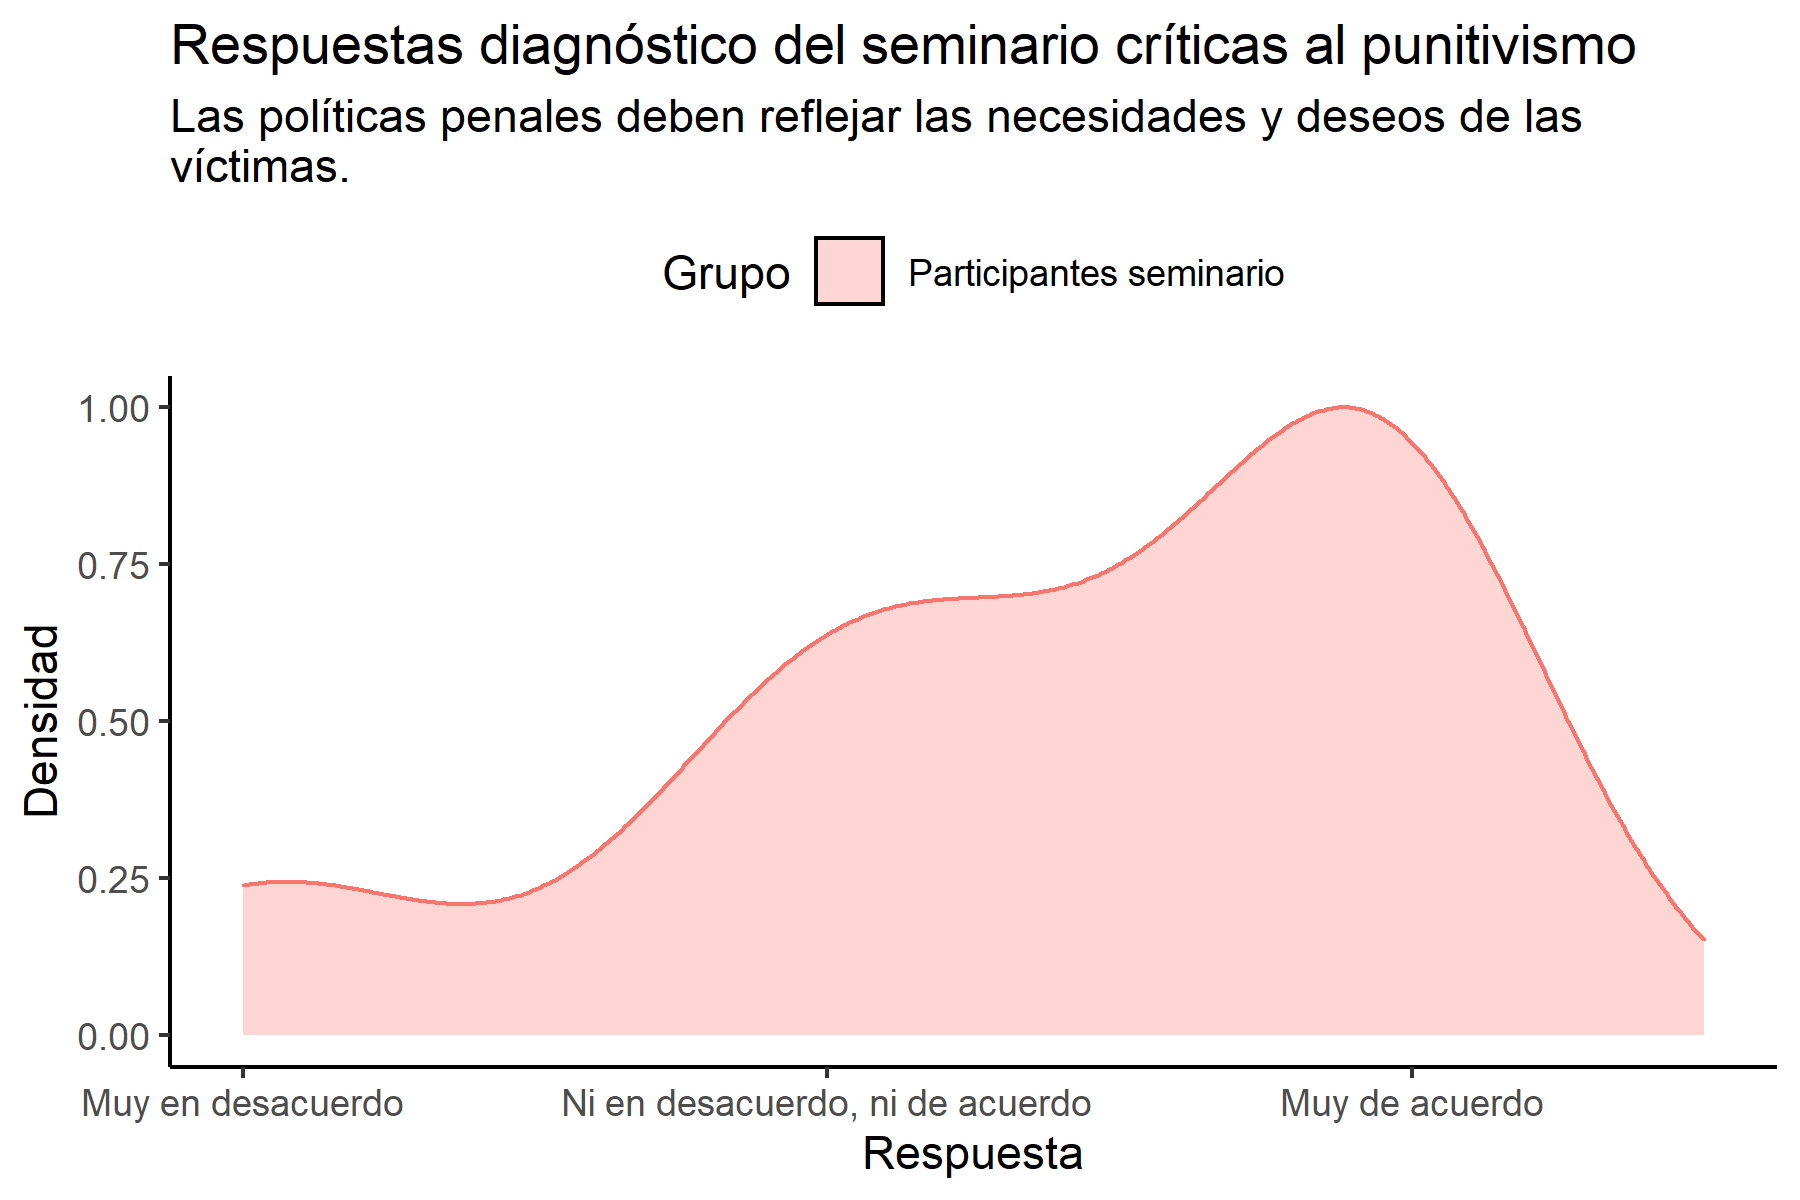 Respuestas diagnóstico del seminario críticas al punitivismo
Las políticas penales deben reflejar las necesidades y deseos de las
víctimas.
Grupo Participantes seminario
Densidad
1.00
0.75
0.50
0.25
0.00
Muy en desacuerdo Ni en desacuerdo, ni de acuerdo Muy de acuerdo
Respuesta